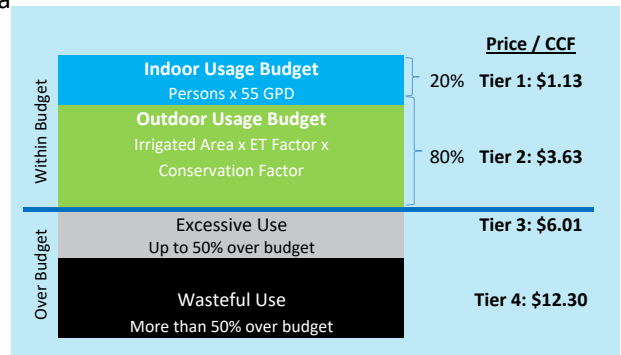 a
Price / CCF
Within Budget
Indoor Usage Budget
Persons x 55 GPD
20%
Tier 1: $1.13
Outdoor Usage Budget
Irrigated Area x ET Factor x
Conservation Factor
80%
Tier 2: $3.63
Over Budget
Excessive Use
Up to 50% over budget
Tier 3: $6.01
Wasteful Use
More than 50% over budget
Tier 4: $12.30